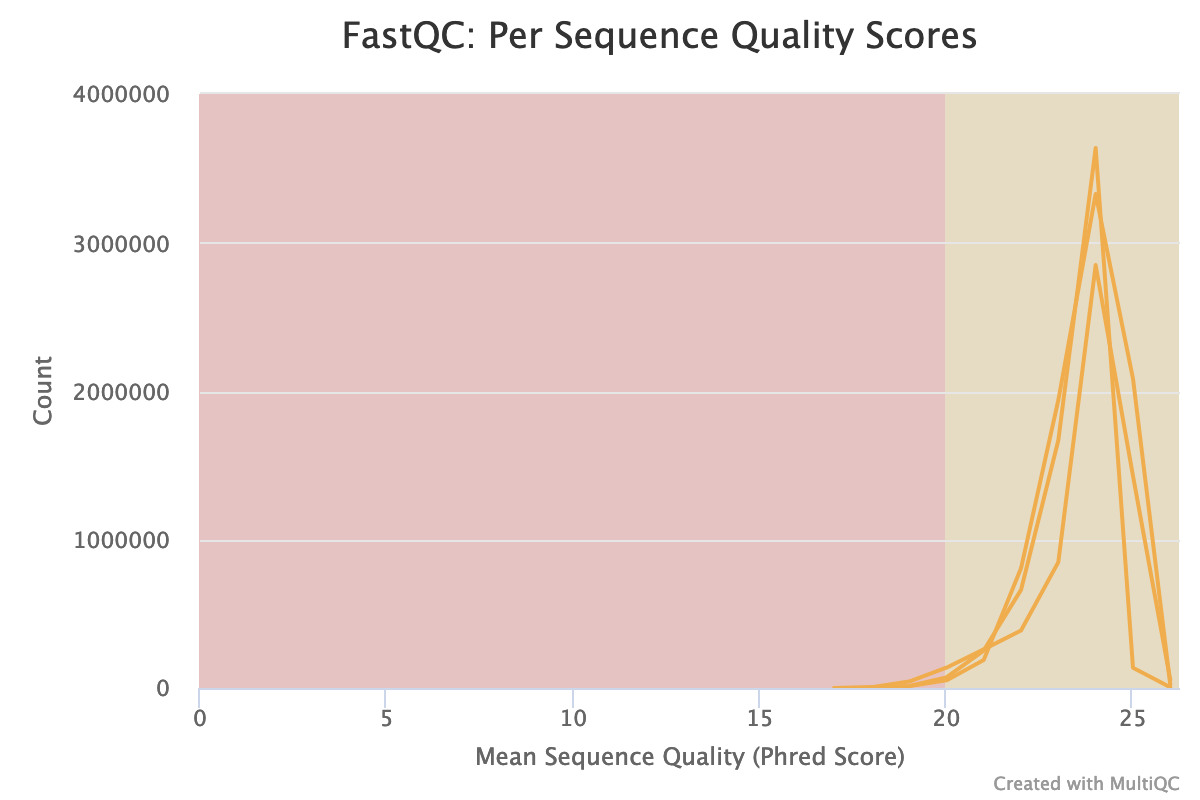 FastQC: Per Sequence Quality Scores
4000000
3000000
2000000
1000000
0
Count
0 5 10 15 20 25
Mean Sequence Quality (Phred Score)
Created with MultiQC